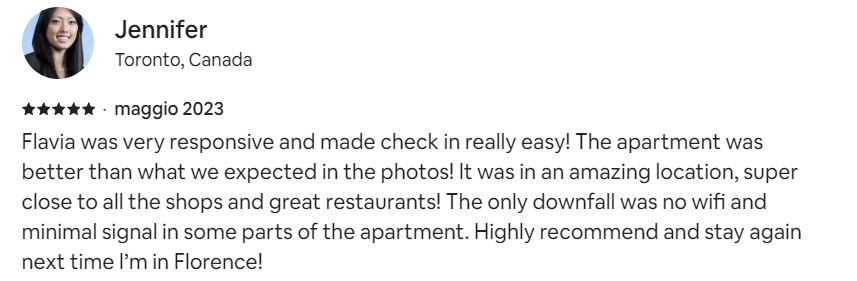 Jennifer
Toronto, Canada
★★★★★ · maggio 2023
Flavia was very responsive and made check in really easy! The apartment was
better than what we expected in the photos! It was in an amazing location, super
close to all the shops and great restaurants! The only downfall was no wifi and
minimal signal in some parts of the apartment. Highly recommend and stay again
next time I’m in Florence!